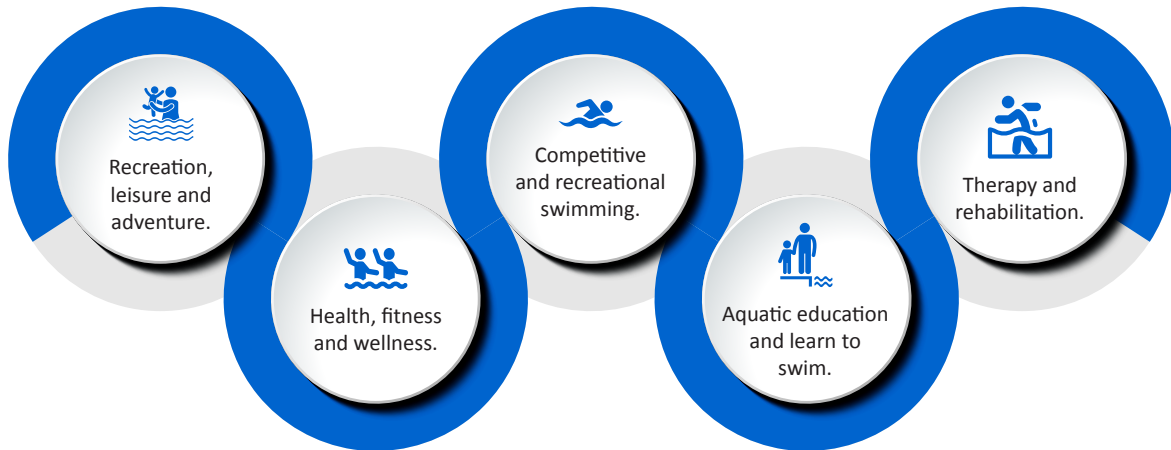 Recreation,
leisure and
adventure.
Health, fitness
and wellness.
Competitive
and recreational
swimming.
Aquatic education
and learn to
swim.
Therapy and
rehabilitation.